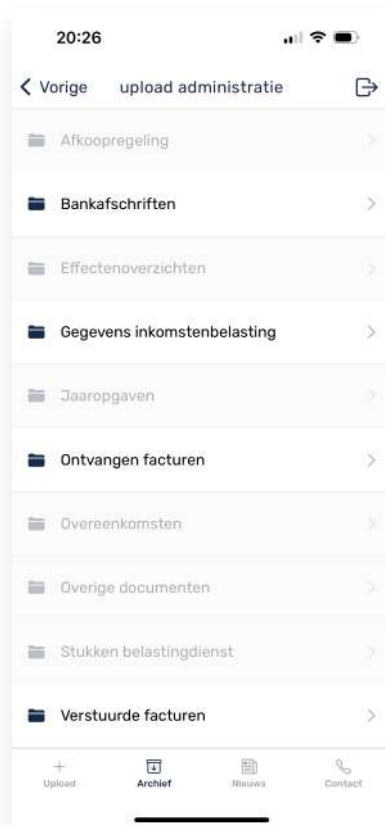 20:26
Vorige upload administratie
Afkoopregeling
Bankafschriften
Effectenoverzichten
Gegevens inkomstenbelasting
Jaaropgaven
Ontvangen facturen
Overeenkomsten
Overige documenten
Stukken belastingdienst
Verstuurde facturen
Upload Archief Nieuws Contact